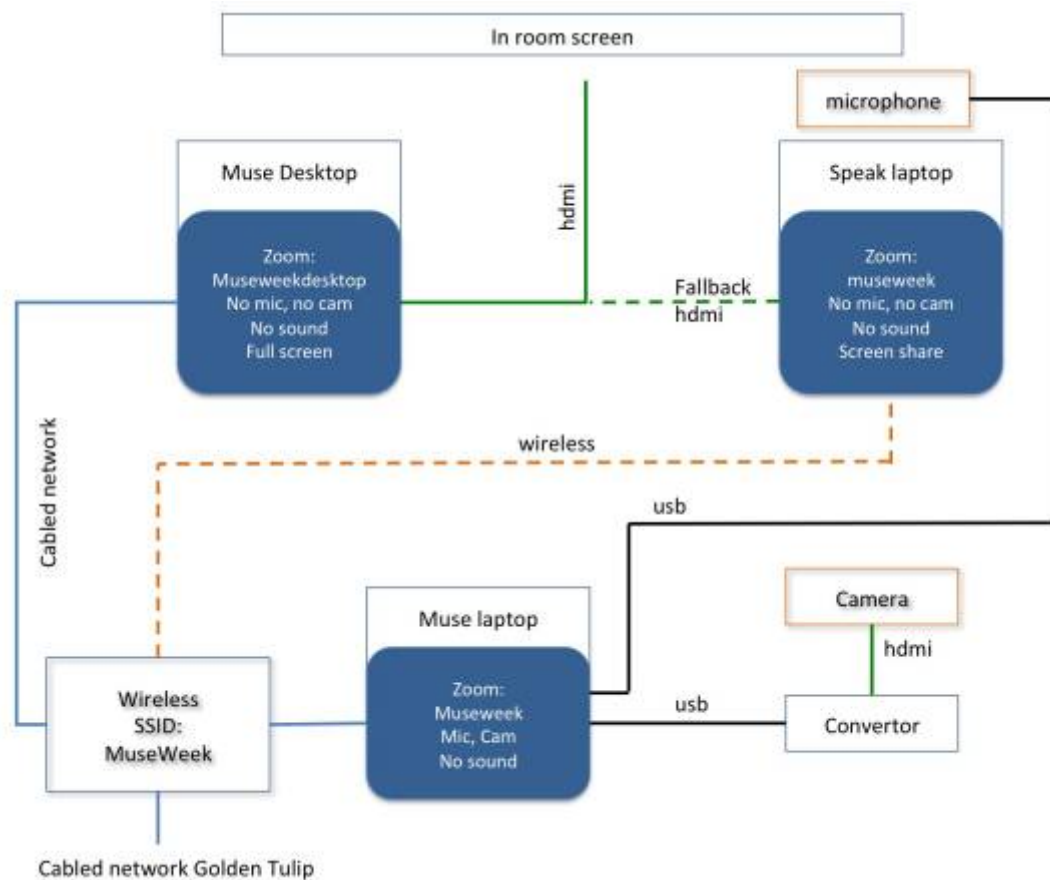 In room screen
microphone
Muse Desktop
Speak laptop
hdmi
Zoom:
Museweekdesktop
No mic, no cam
No sound
Full screen
Fallback
hdmi
Zoom:
museweek
No mic, no cam
No sound
Screen share
Cabled network
wireless
usb
Camera
hdmi
Muse laptop
Wireless
SSID:
MuseWeek
Zoom:
Museweek
Mic, Cam
No sound
usb
Convertor
Cabled network Golden Tulip